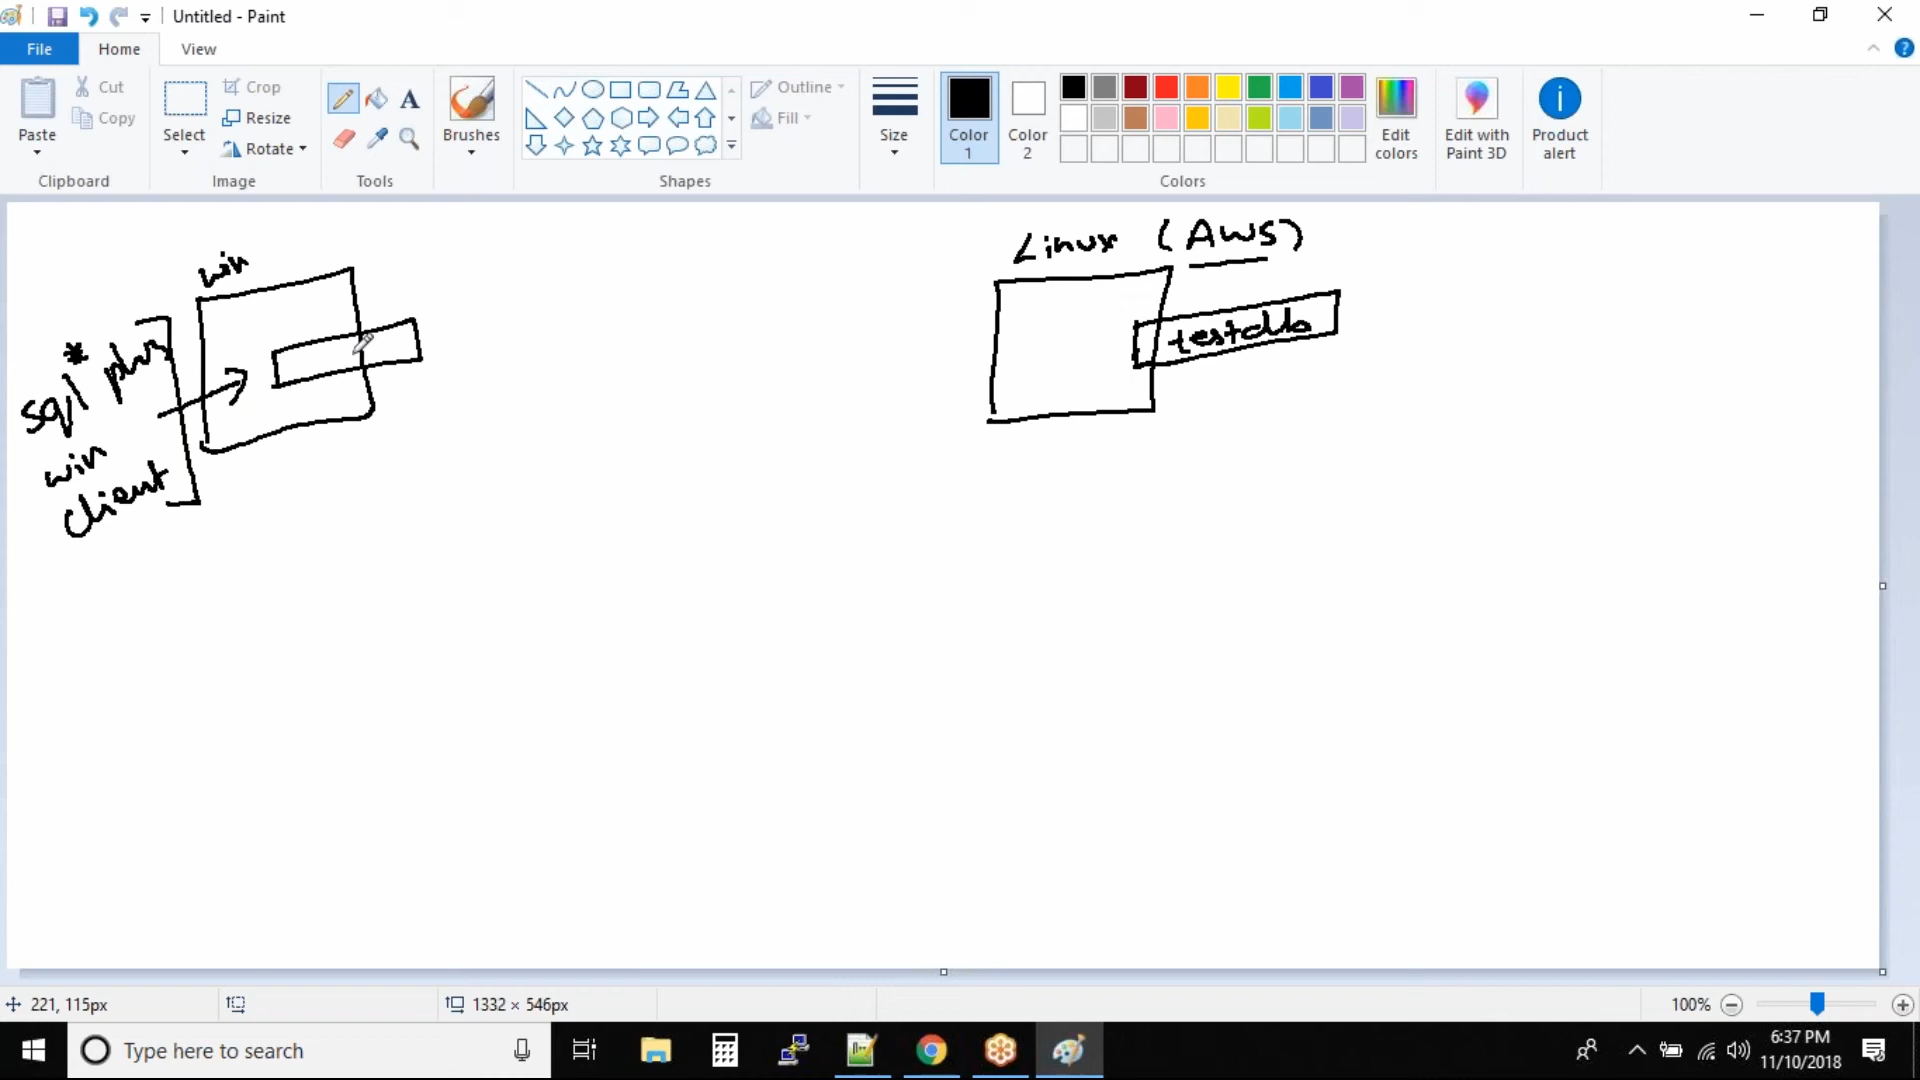 Untitled - Paint
File
Home
View
Paste
Cut
Copy
Clipboard
Select
Crop
Resize
Rotate
Image
A
Tools
Brushes
Shapes
Outline
Fill
Size
Color
1
Color
2
Edit
colors
Colors
Edit with
Paint 3D
Product
alert
win
sql * plus
win
client
Linux (AWS)
testdb
221, 115px
1332 × 546px
100%
Type here to search
6:37 PM
11/10/2018